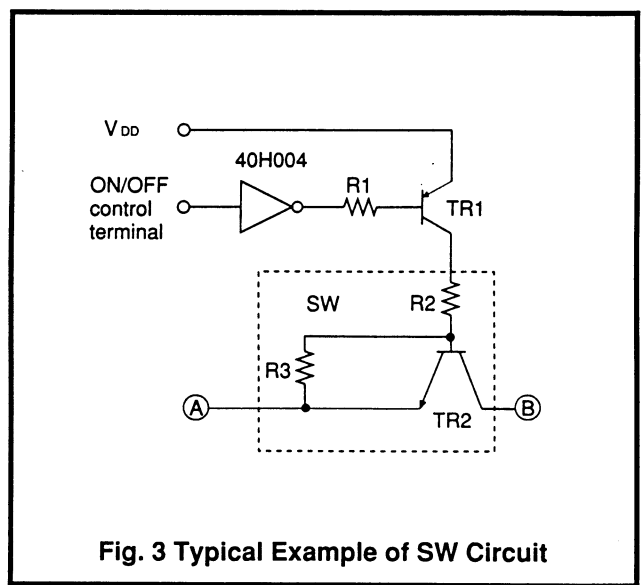 VDD
40H004
ON/OFF
control
terminal
R1
TR1
SW
R2
R3
A
TR2
B
Fig. 3 Typical Example of SW Circuit